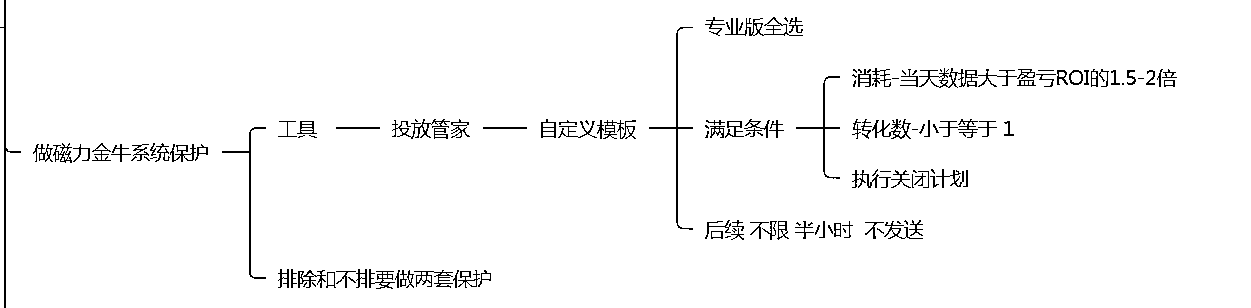 做磁力金牛系统保护
工具
投放管家
自定义模板
专业版全选
满足条件
消耗-当天数据大于盈亏ROI的1.5-2倍
转化数-小于等于 1
执行关闭计划
后续 不限 半小时 不发送
排除和不排要做两套保护